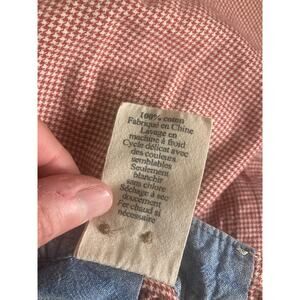 100% coton
Fabriqué en Chine
Lavage en
machine à froid
Cycle délicat avec
des couleurs
semblables
Seulement
blanchir
sans chlore
Séchage à sec
doucement
Fer chaud si
nécessaire